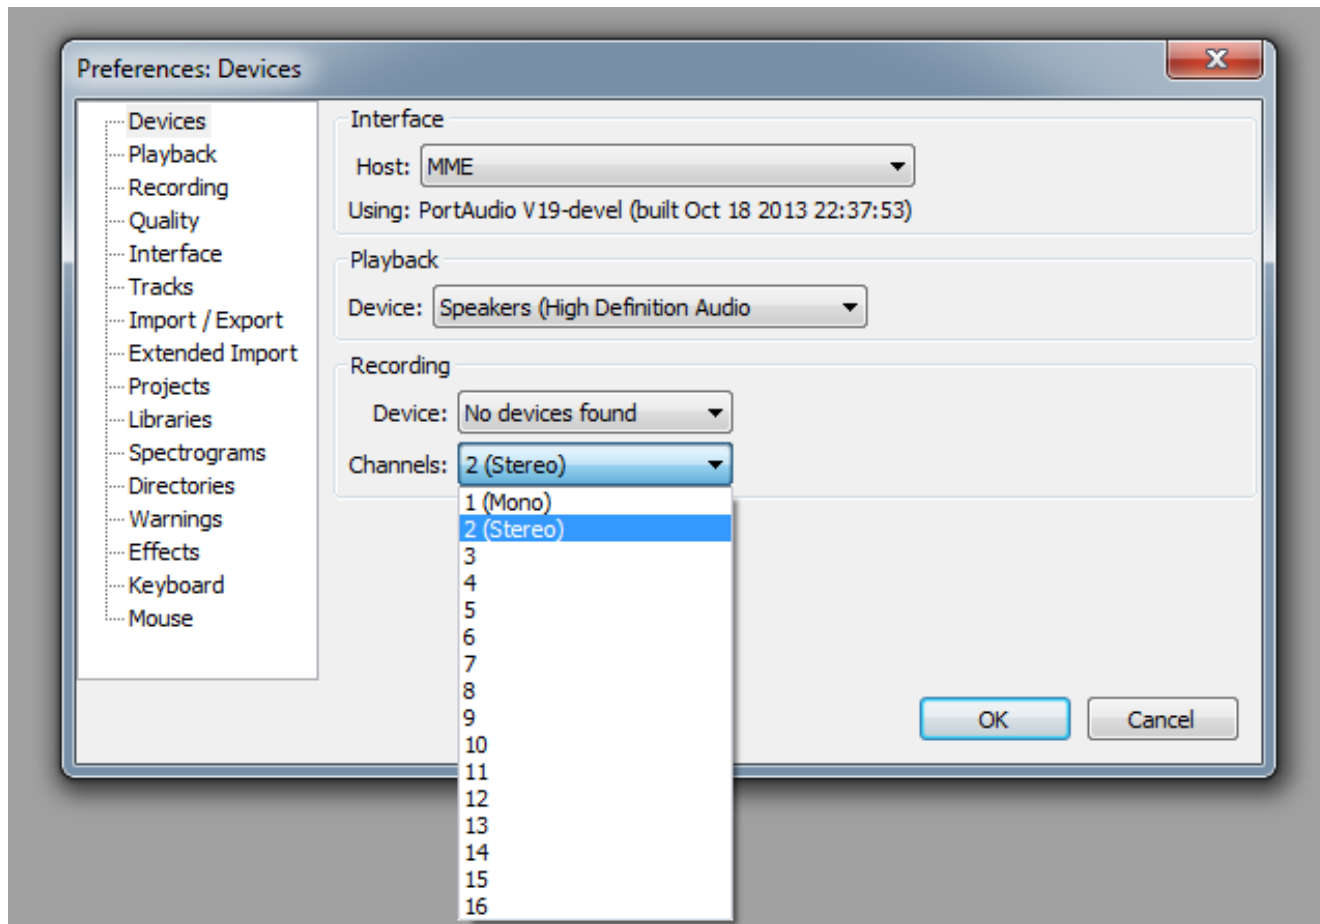 Preferences: Devices
Devices
Playback
Recording
Quality
Interface
Tracks
Import / Export
Extended Import
Projects
Libraries
Spectrograms
Directories
Warnings
Effects
Keyboard
Mouse
Interface
Host: MME
Using: PortAudio V19-devel (built Oct 18 2013 22:37:53)
Playback
Device: Speakers (High Definition Audio
Recording
Device: No devices found
Channels: 2 (Stereo)
1 (Mono)
2 (Stereo)
3
4
5
6
7
8
9
10
11
12
13
14
15
16
OK Cancel